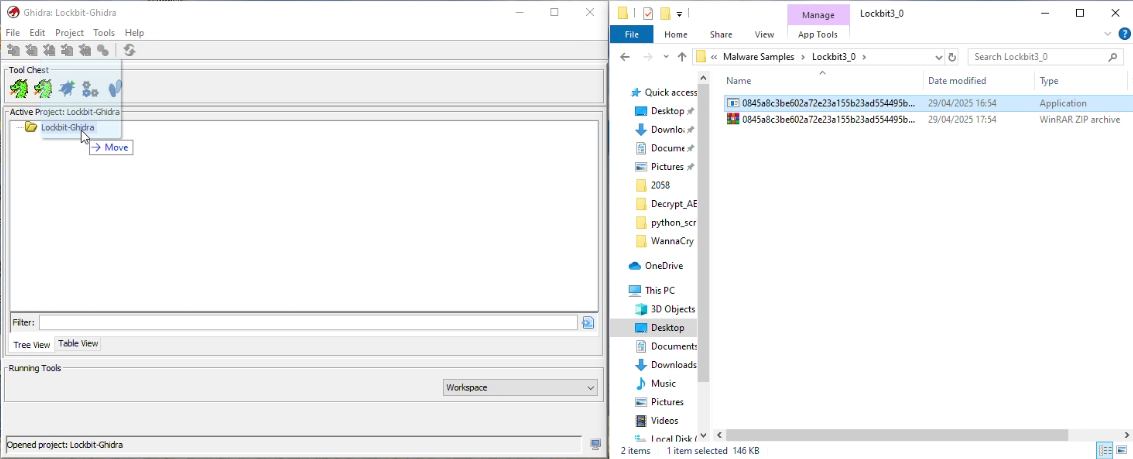 Ghidra: Lockbit-Ghidra
File Edit Project Tools Help
Tool Chest
Active Project: Lockbit-Ghidra
Lockbit-Ghidra
Move
Filter:
Tree View Table View
Running Tools
Workspace
Opened project: Lockbit-Ghidra
Manage Lockbit3_0
File Home Share View App Tools
« Malware Samples > Lockbit3_0 > Search Lockbit3_0
Name Date modified Type
0845a8c3be602a72e23a155b23ad554495b... 29/04/2025 16:54 Application
0845a8c3be602a72e23a155b23ad554495b... 29/04/2025 17:54 WinRAR ZIP archive
Quick access
Desktop
Downlo
Docume
Pictures
2058
Decrypt_AE
python_scr
WannaCry
OneDrive
This PC
3D Objects
Desktop
Documents
Downloads
Music
Pictures
Videos
Local Disk (
2 items 1 item selected 146 KB